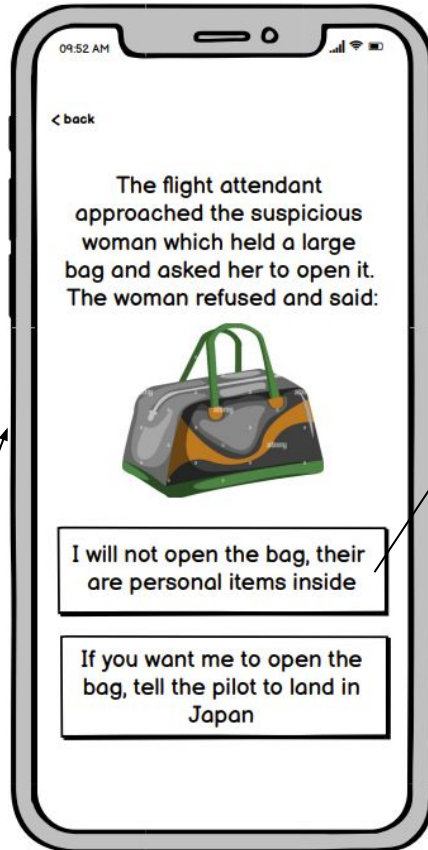 09:52 AM
< back
The flight attendant
approached the suspicious
woman which held a large
bag and asked her to open it.
The woman refused and said:
I will not open the bag, their
are personal items inside
If you want me to open the
bag, tell the pilot to land in
Japan